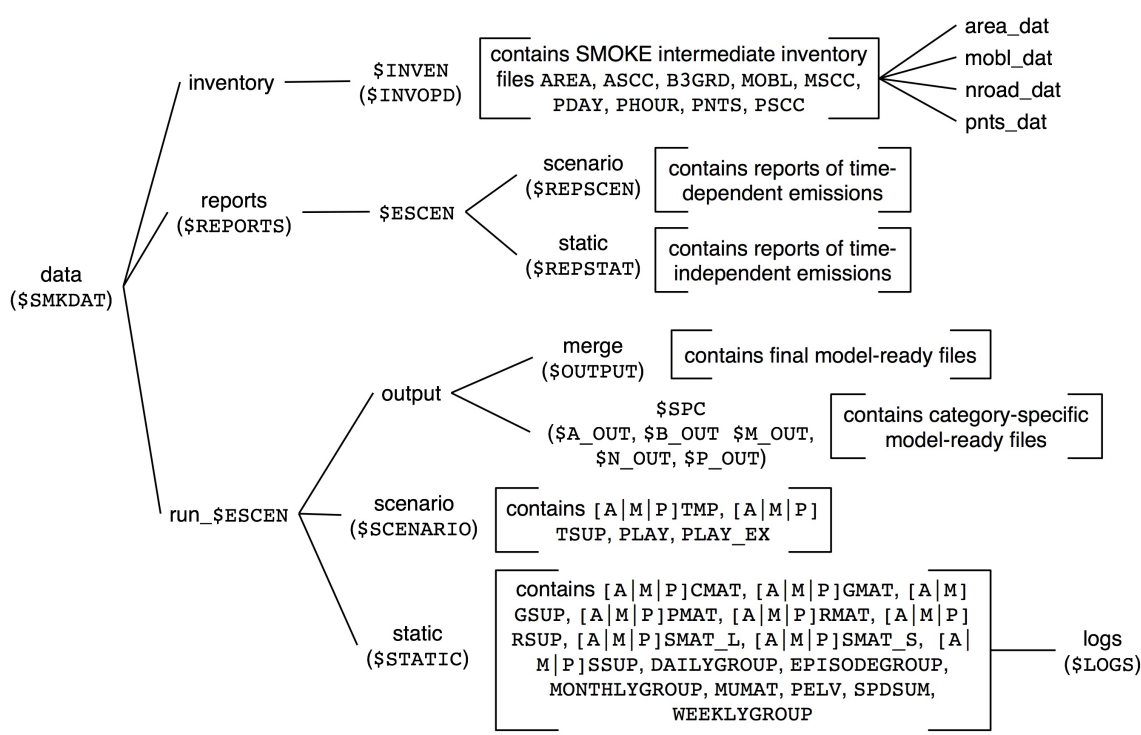 area_dat
mobl_dat
nroad_dat
pnts_dat
inventory
$INVEN
($INVOPD)
contains SMOKE intermediate inventory
files AREA, ASCC, B3GRD, MOBL, MSCC,
PDAY, PHOUR, PNTS, PSCC
reports
($REPORTS)
$ESCEN
scenario
($REPSCEN)
contains reports of time-
dependent emissions
static
($REPSTAT)
contains reports of time-
independent emissions
data
($SMKDAT)
run_$ESCEN
output
merge
($OUTPUT)
contains final model-ready files
$SPC
($A_OUT, $B_OUT $M_OUT,
$N_OUT, $P_OUT)
contains category-specific
model-ready files
scenario
($SCENARIO)
contains [A|M|P]TMP, [A|M|P]
TSUP, PLAY, PLAY_EX
static
($STATIC)
contains [A|M|P]CMAT, [A|M|P]GMAT, [A|M]
GSUP, [A|M|P]PMAT, [A|M|P]RMAT, [A|M|P]
RSUP, [A|M|P]SMAT_L, [A|M|P]SMAT_S, [A|
M|P]SSUP, DAILYGROUP, EPISODEGROUP,
MONTHLYGROUP, MUMAT, PELV, SPDSUM,
WEEKLYGROUP
logs
($LOGS)